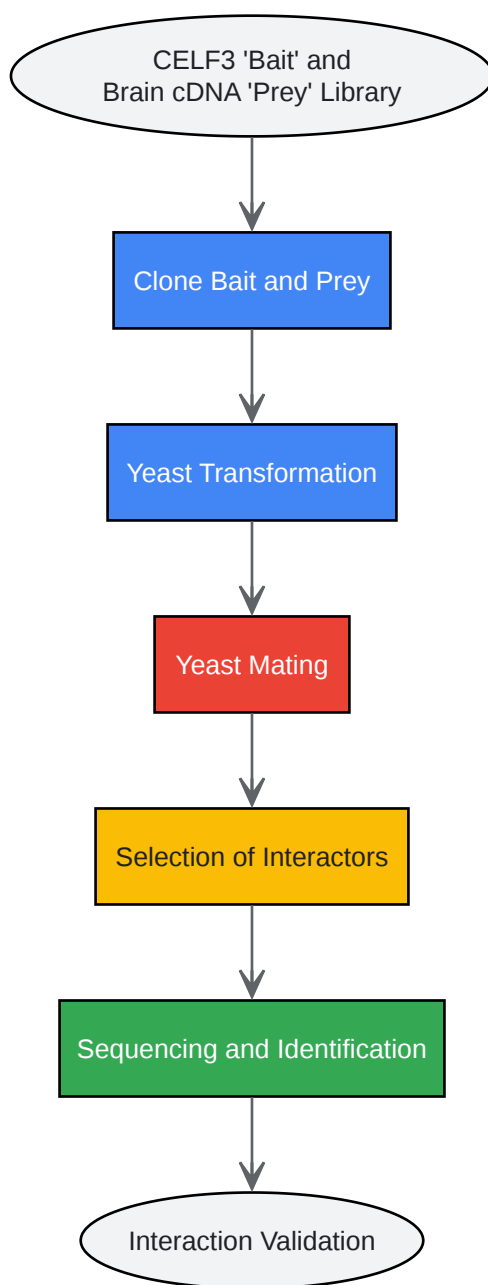 CELF3 'Bait' and
Brain cDNA 'Prey' Library
Clone Bait and Prey
Yeast Transformation
Yeast Mating
Selection of Interactors
Sequencing and Identification
Interaction Validation